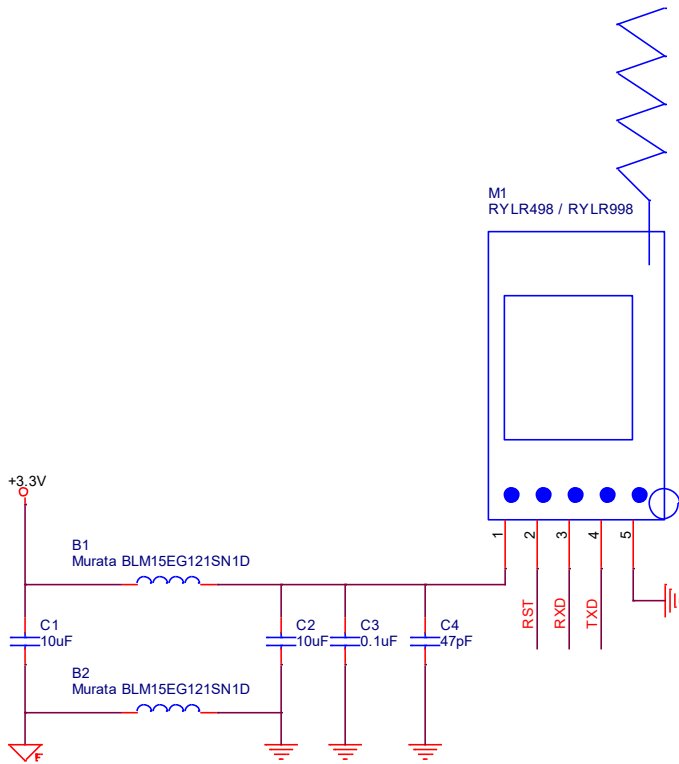 M1
RYLR498 / RYLR998
+3.3V
1
2
3
4
5
B1
Murata BLM15EG121SN1D
RST
RXD
TXD
C1
10uF
C2
10uF
C3
0.1uF
C4
47pF
B2
Murata BLM15EG121SN1D